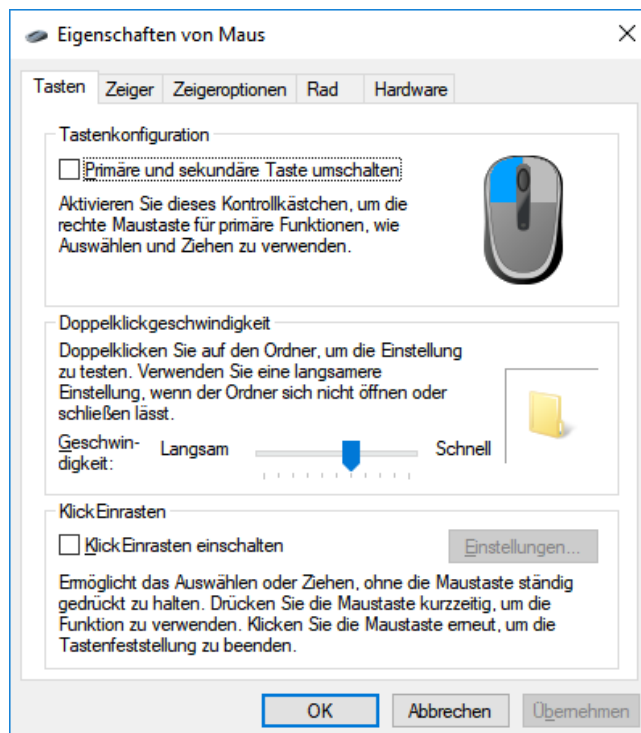 Eigenschaften von Maus
Tasten Zeiger Zeigeroptionen Rad Hardware
Tastenkonfiguration
Primäre und sekundäre Taste umschalten
Aktivieren Sie dieses Kontrollkästchen, um die
rechte Maustaste für primäre Funktionen, wie
Auswählen und Ziehen zu verwenden.
Doppelklickgeschwindigkeit
Doppelklicken Sie auf den Ordner, um die Einstellung
zu testen. Verwenden Sie eine langsamere
Einstellung, wenn der Ordner sich nicht öffnen oder
schließen lässt.
Geschwin-
digkeit:
Langsam Schnell
KlickEinrasten
KlickEinrasten einschalten Einstellungen...
Ermöglicht das Auswählen oder Ziehen, ohne die Maustaste ständig
gedrückt zu halten. Drücken Sie die Maustaste kurzzeitig, um die
Funktion zu verwenden. Klicken Sie die Maustaste erneut, um die
Tastenfeststellung zu beenden.
OK Abbrechen Übernehmen